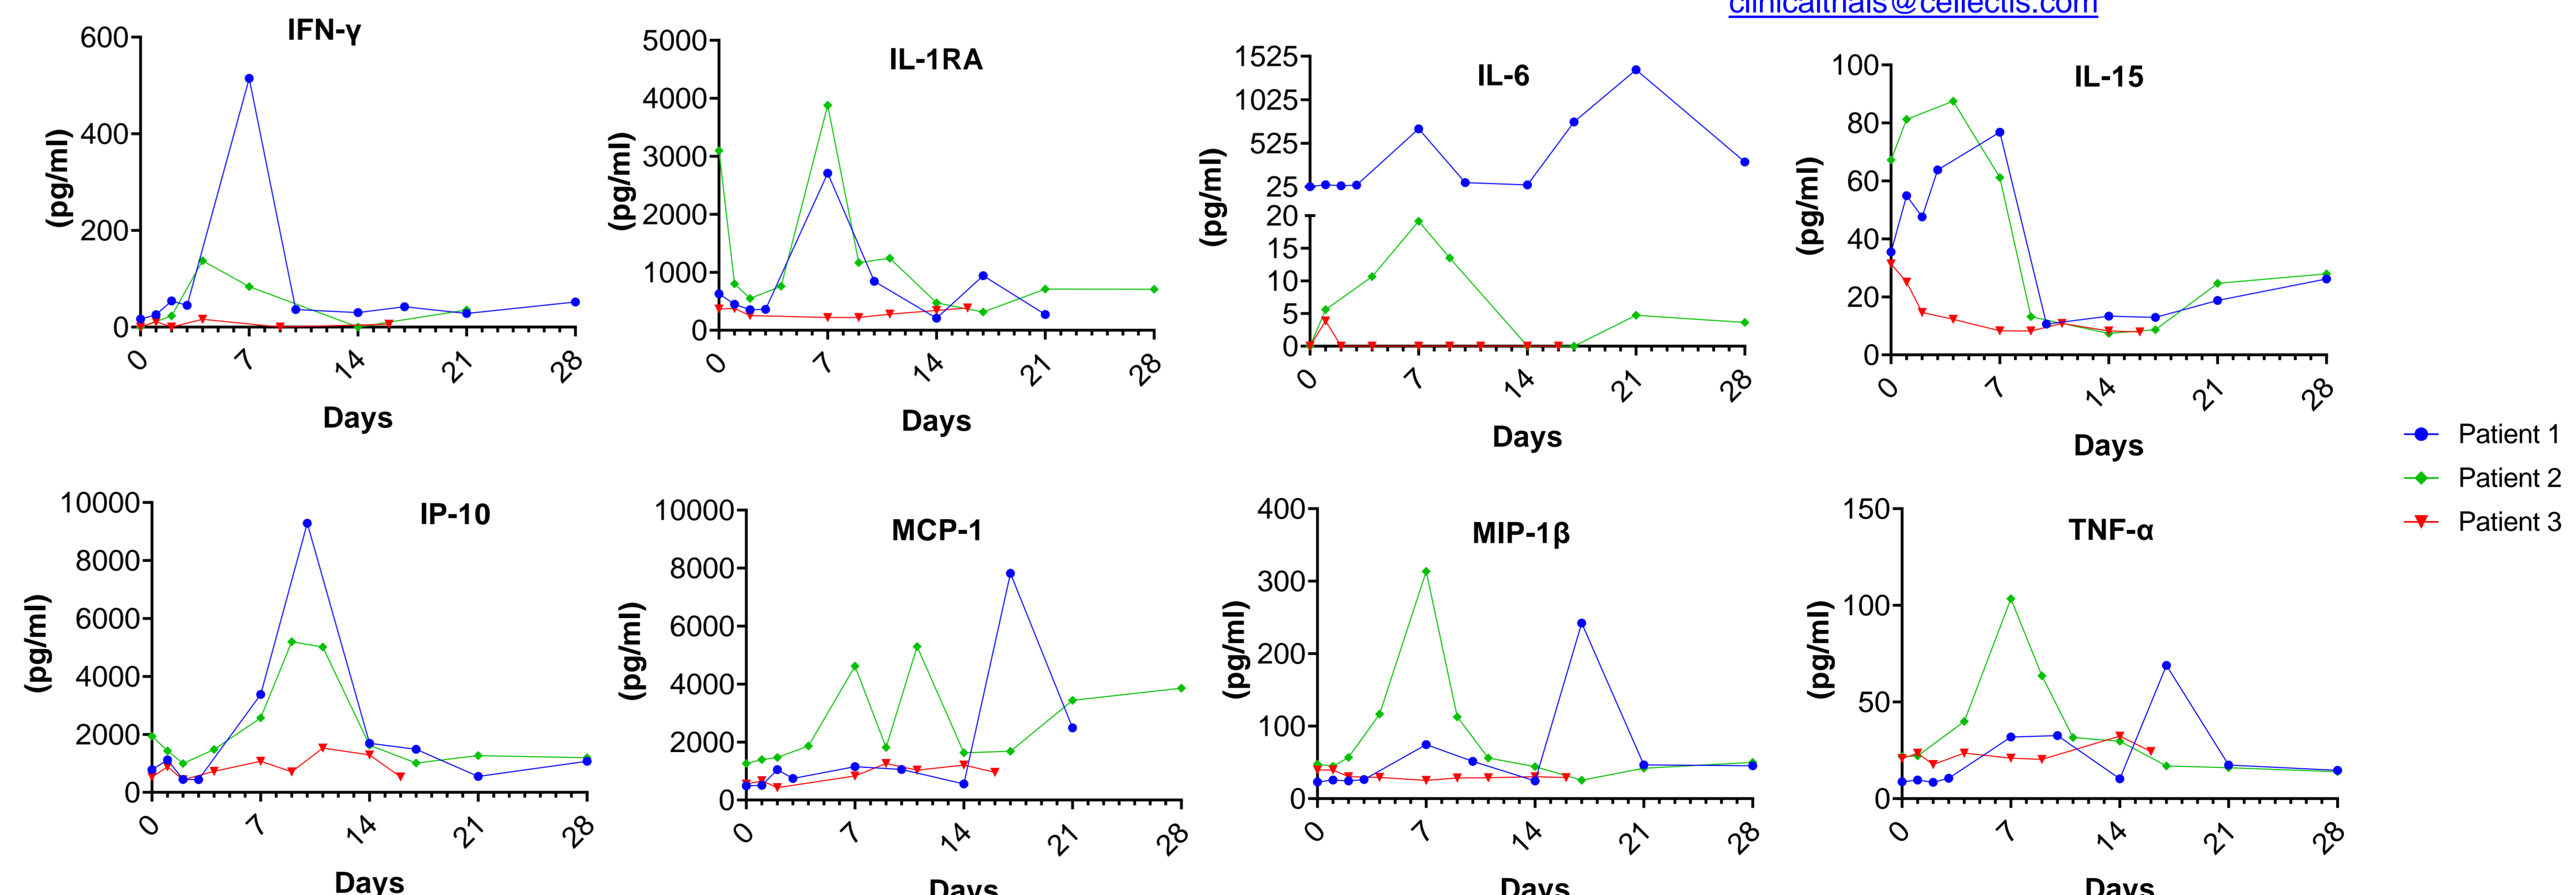 clinicaltrials@cellectis.com
IFN-γ
600
400
200
0
(pg/ml)
0 7 14 21 28
Days
IL-1RA
5000
4000
3000
2000
1000
0
(pg/ml)
0 7 14 21 28
Days
IL-6
1525
1025
525
25
20
15
10
5
0
(pg/ml)
0 7 14 21 28
Days
IL-15
100
80
60
40
20
0
(pg/ml)
0 7 14 21 28
Days
Patient 1
Patient 2
Patient 3
IP-10
10000
8000
6000
4000
2000
0
(pg/ml)
0 7 14 21 28
Days
MCP-1
10000
8000
6000
4000
2000
0
(pg/ml)
0 7 14 21 28
Days
MIP-1β
400
300
200
100
0
(pg/ml)
0 7 14 21 28
Days
TNF-α
150
100
50
0
(pg/ml)
0 7 14 21 28
Days